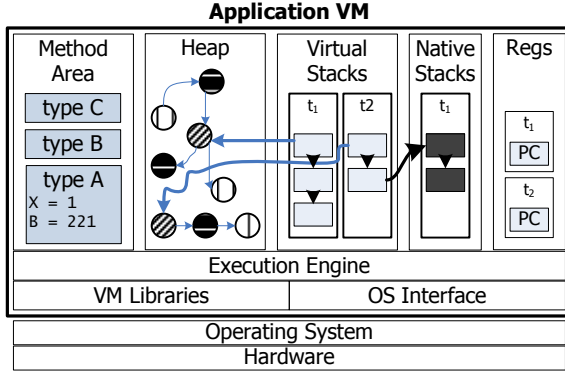 Application VM
Method
Area
type C
type B
type A
X = 1
B = 221
Heap
Virtual
Stacks
t₁
t2
Native
Stacks
t₁
Regs
t₁
PC
t₂
PC
Execution Engine
VM Libraries
OS Interface
Operating System
Hardware